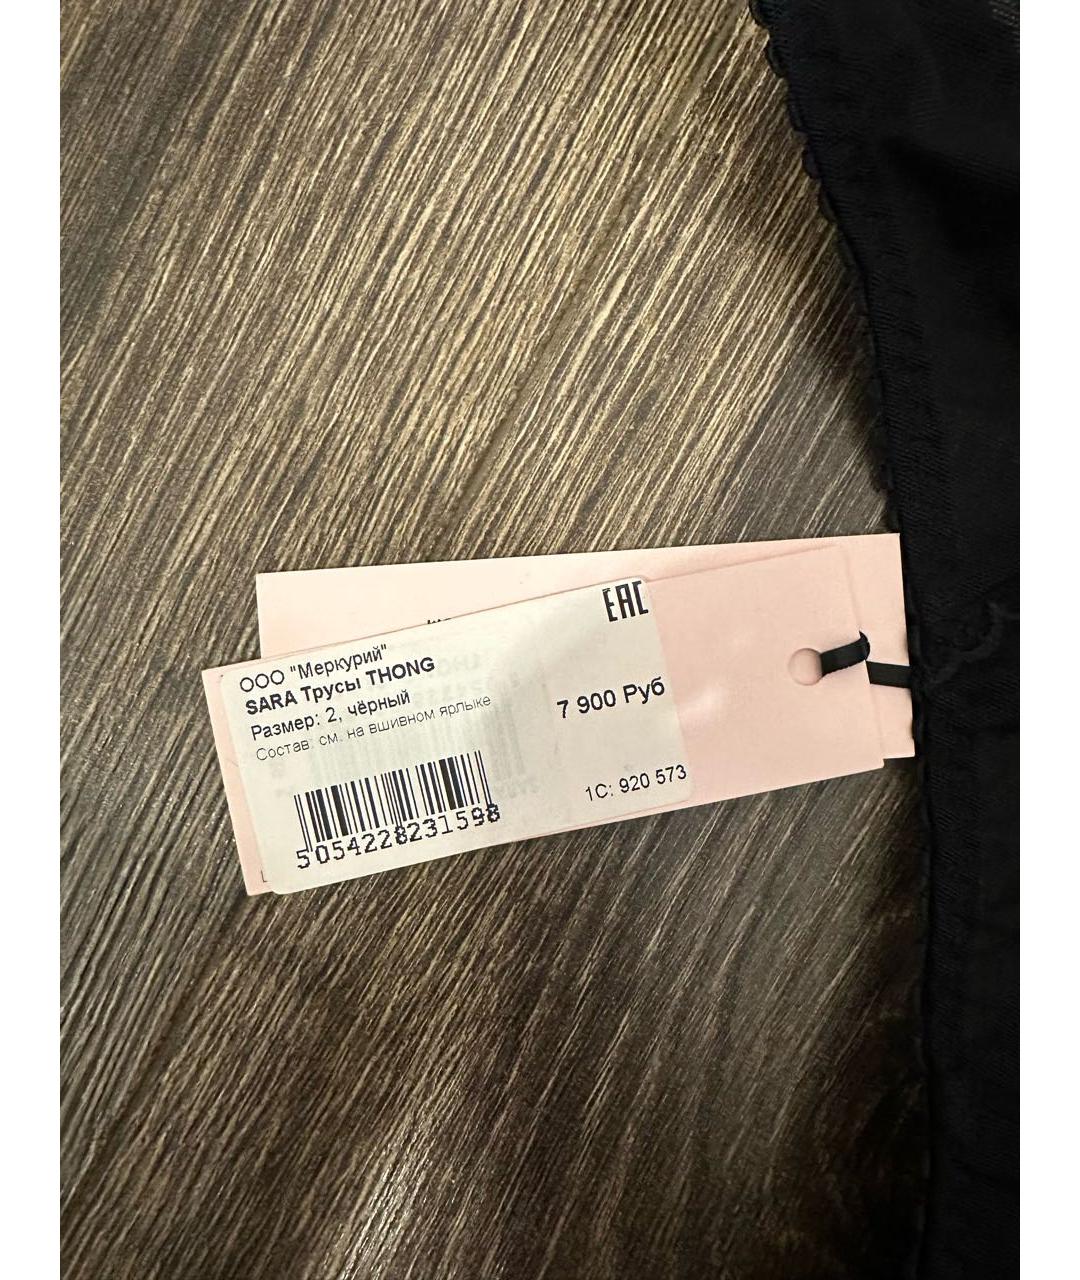 EAC
ООО "Меркурий"
SARA Трусы THONG
Размер: 2, чёрный
Состав: см. на вшивном ярлыке
7 900 Руб
5054228231598
1С: 920 573